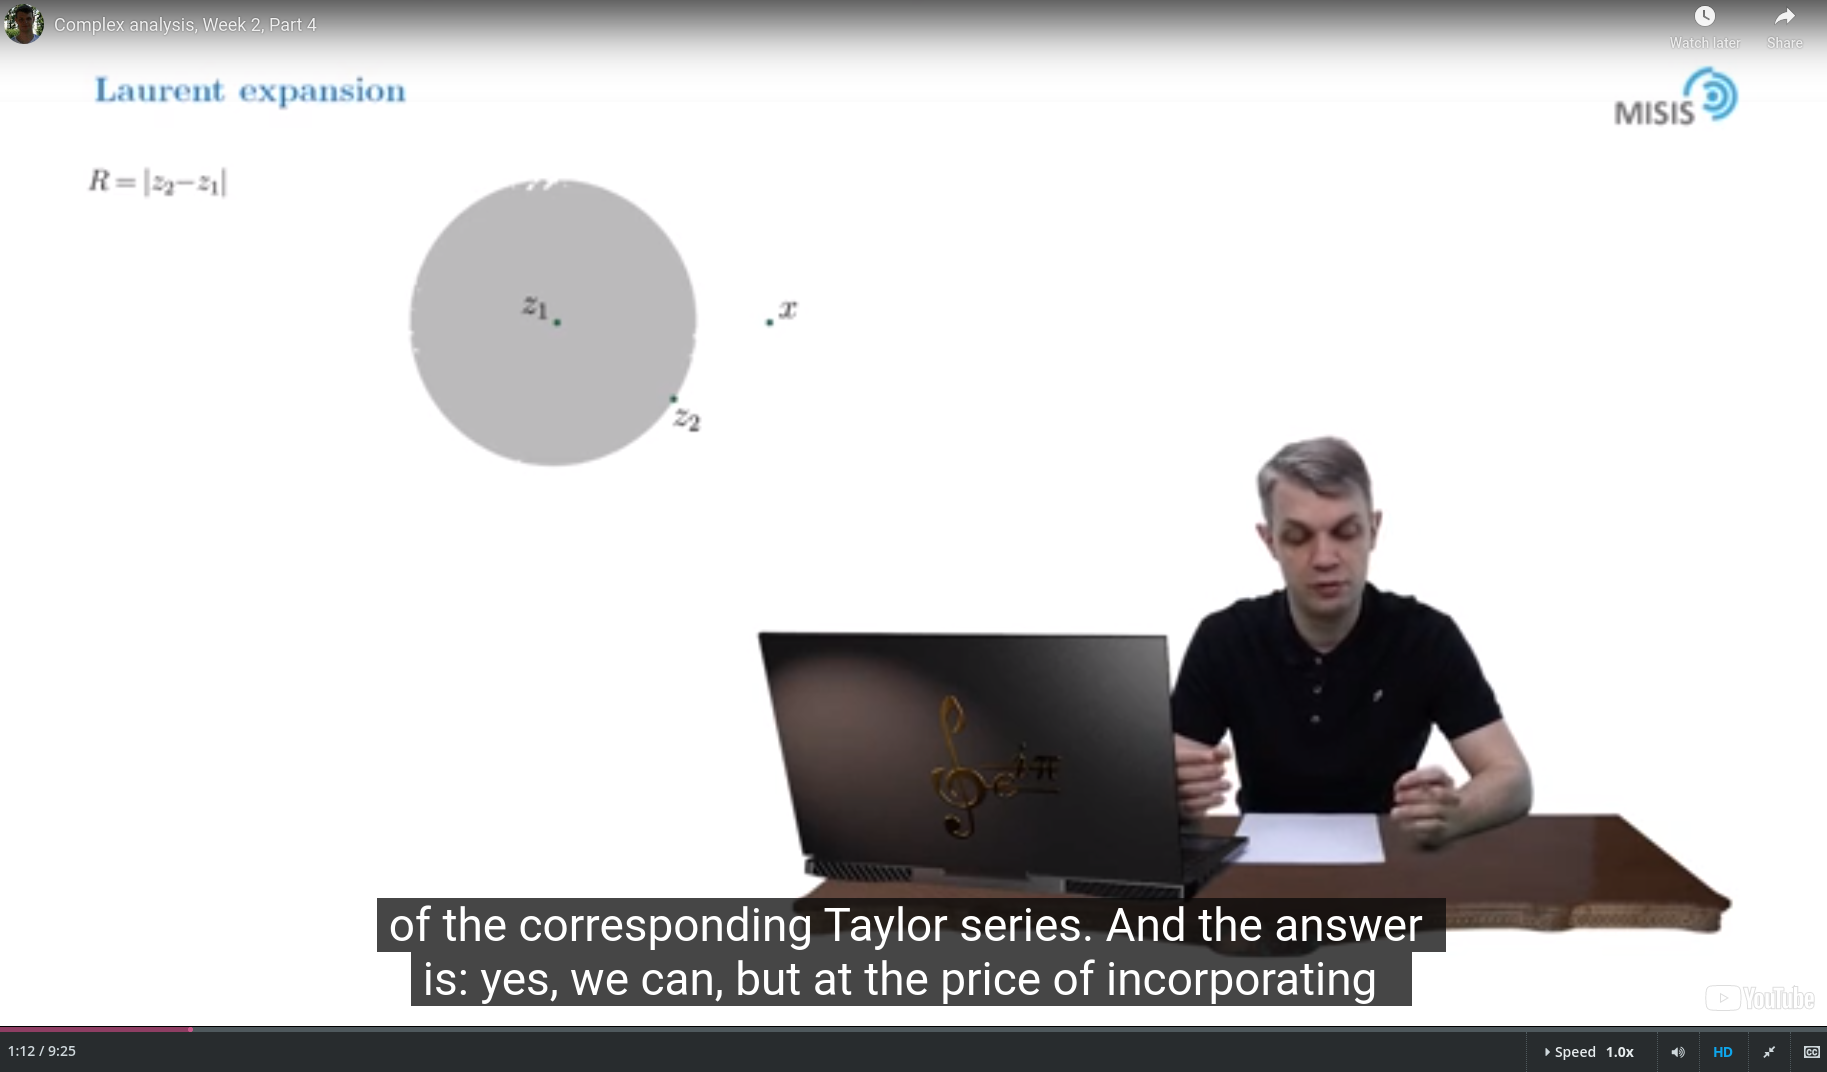 Complex analysis, Week 2, Part 4
Watch later
Share
Laurent expansion
MISIS
R = |z₂−z₁|
z₁
x
z₂
eiπ
of the corresponding Taylor series. And the answer
is: yes, we can, but at the price of incorporating
YouTube
1:12 / 9:25
Speed 1.0x
HD
CC